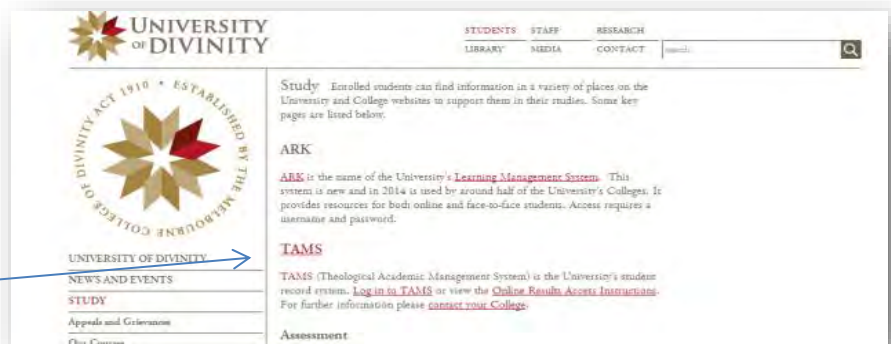 UNIVERSITY
OF DIVINITY
STUDENTS STAFF RESEARCH
LIBRARY MEDIA CONTACT
search
COLLEGE OF DIVINITY ACT 1910 • ESTABLISHED BY THE MELBOURNE
Study Enrolled students can find information in a variety of places on the
University and College websites to support them in their studies. Some key
pages are listed below.
ARK
ARK is the name of the University's Learning Management System. This
system is new and in 2014 is used by around half of the University's Colleges. It
provides resources for both online and face-to-face students. Access requires a
username and password.
TAMS
TAMS (Theological Academic Management System) is the University's student
record system. Log in to TAMS or view the Online Results Access Instructions.
For further information please contact your College.
Assessment
UNIVERSITY OF DIVINITY
NEWS AND EVENTS
STUDY
Appeals and Grievances
Our Courses